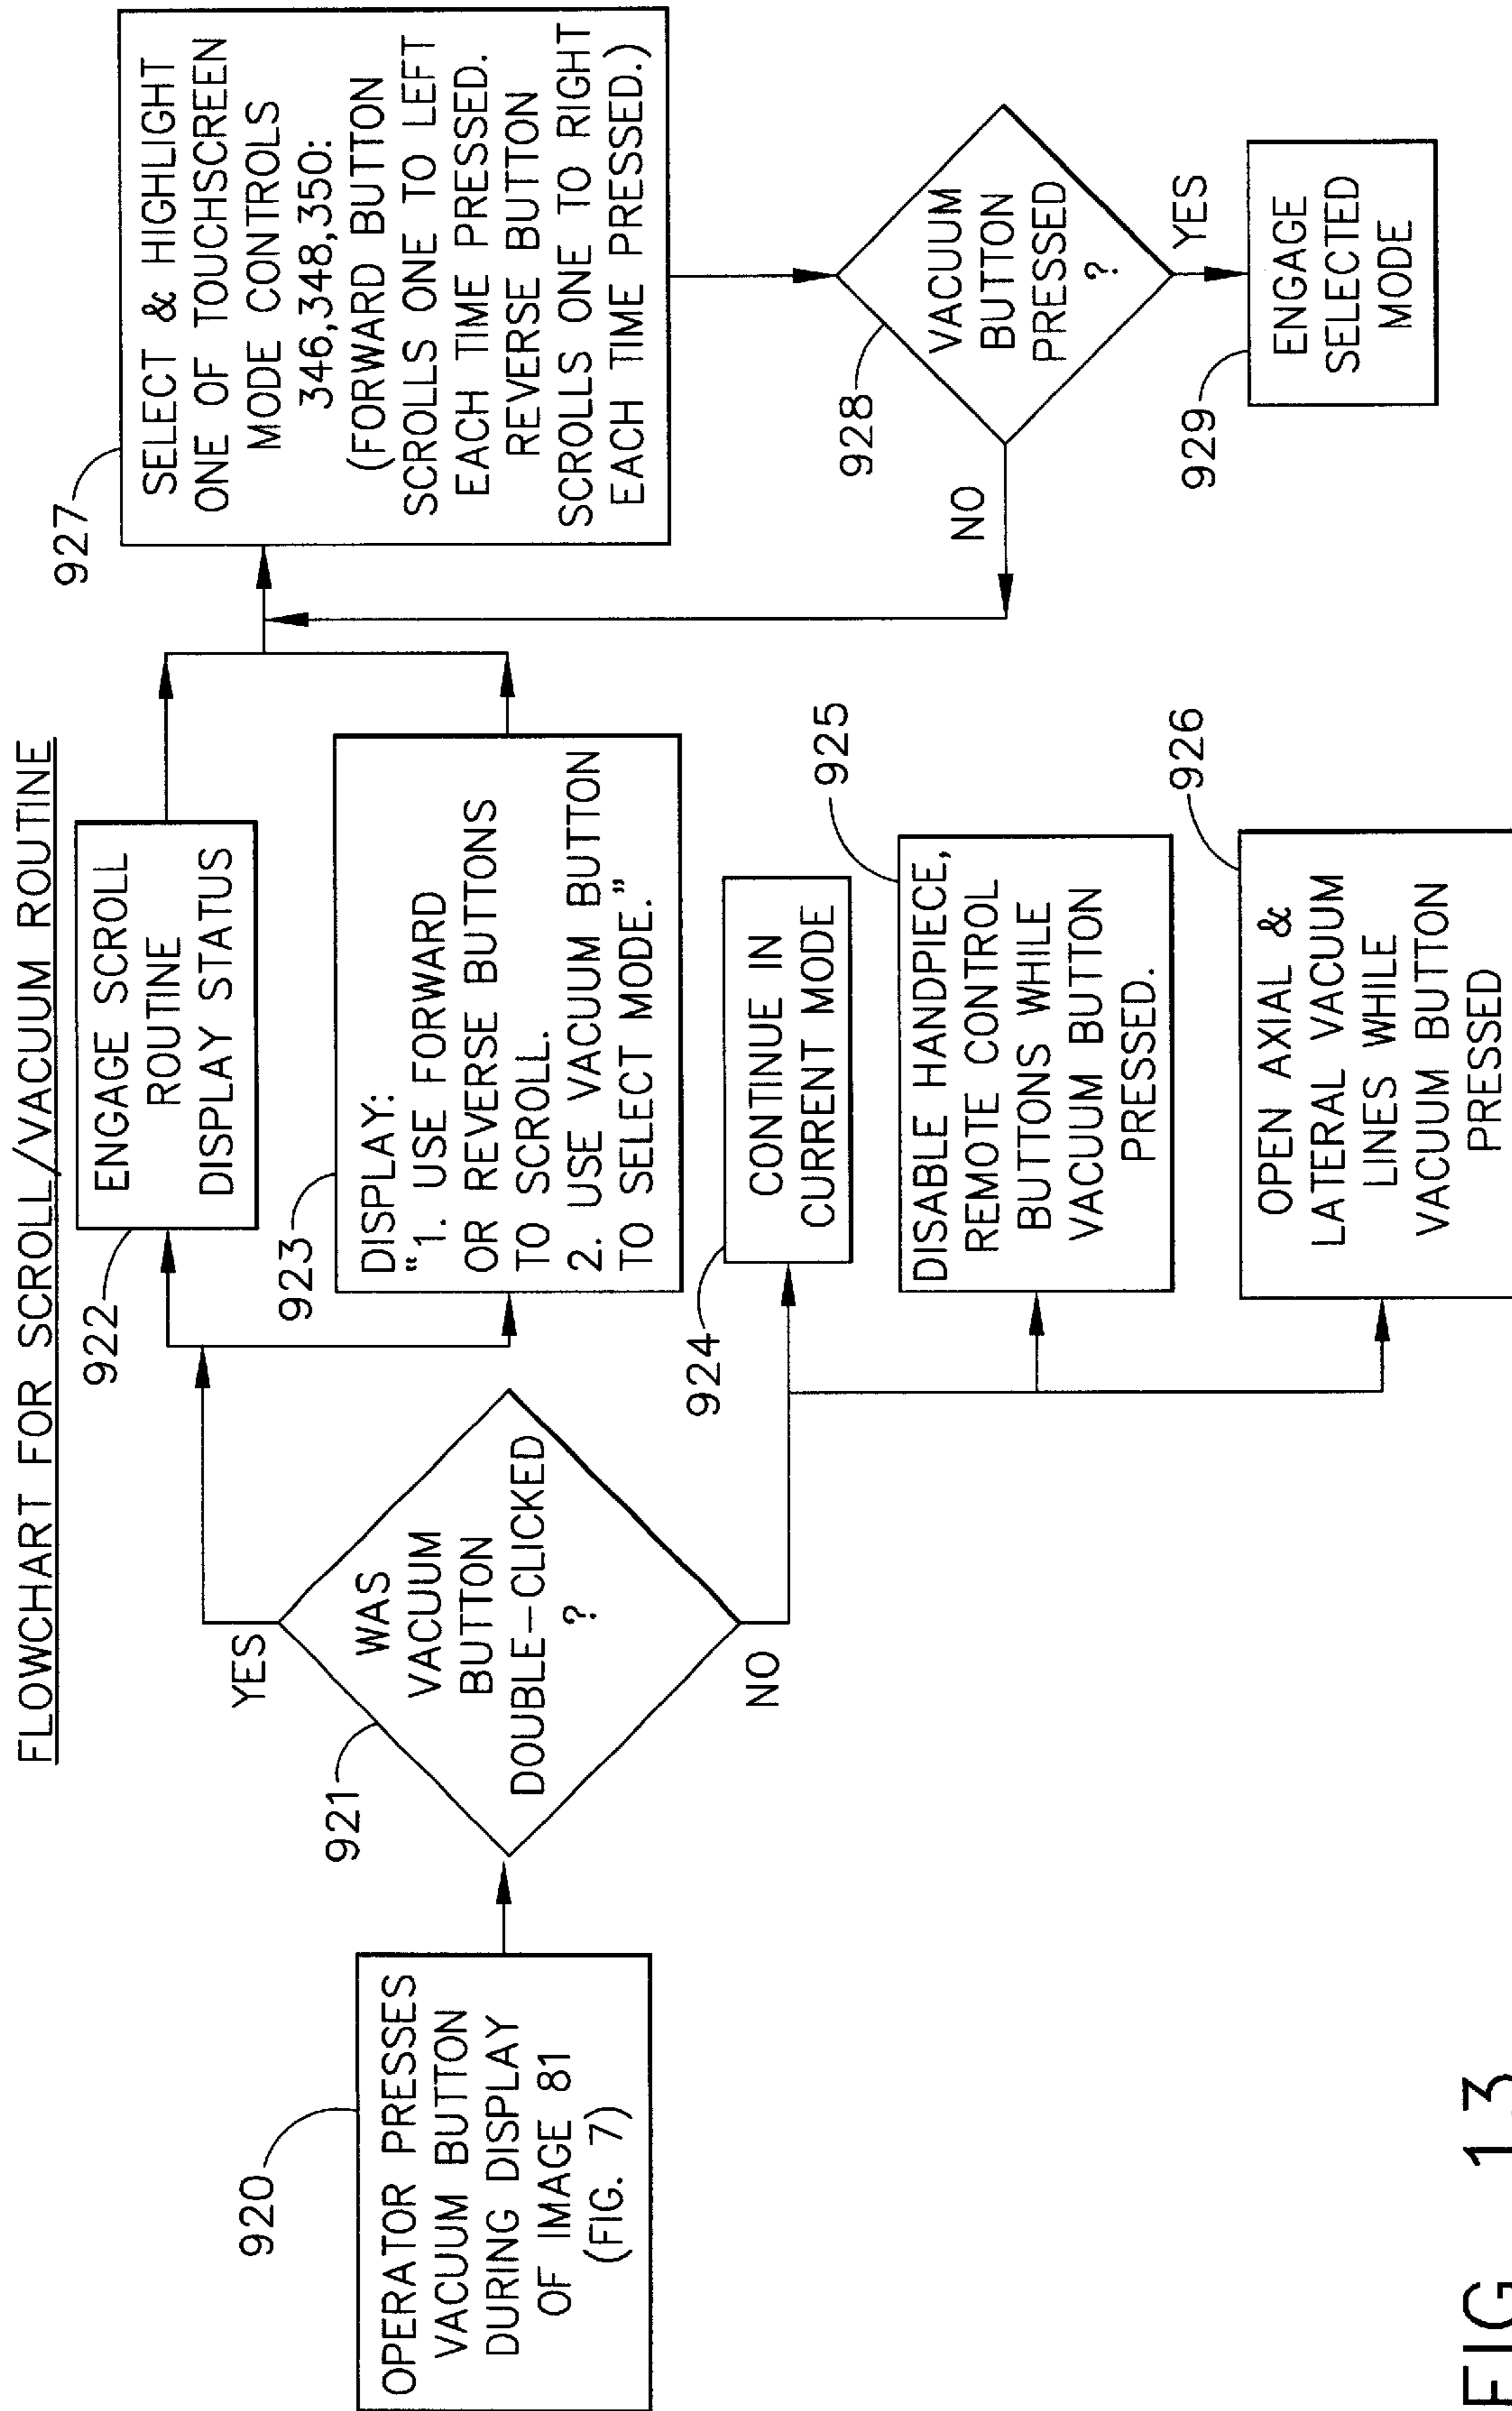 FLOWCHART FOR SCROLL/VACUUM ROUTINE
920
OPERATOR PRESSES
VACUUM BUTTON
DURING DISPLAY
OF IMAGE 81
(FIG. 7)
921
WAS
VACUUM
BUTTON
DOUBLE-CLICKED
?
YES
NO
922
ENGAGE SCROLL
ROUTINE
DISPLAY STATUS
923
DISPLAY:
"1. USE FORWARD
OR REVERSE BUTTONS
TO SCROLL.
2. USE VACUUM BUTTON
TO SELECT MODE."
924
CONTINUE IN
CURRENT MODE
925
DISABLE HANDPIECE,
REMOTE CONTROL
BUTTONS WHILE
VACUUM BUTTON
PRESSED.
926
OPEN AXIAL &
LATERAL VACUUM
LINES WHILE
VACUUM BUTTON
PRESSED
927
SELECT & HIGHLIGHT
ONE OF TOUCHSCREEN
MODE CONTROLS
346,348,350:
(FORWARD BUTTON
SCROLLS ONE TO LEFT
EACH TIME PRESSED.
REVERSE BUTTON
SCROLLS ONE TO RIGHT
EACH TIME PRESSED.)
928
VACUUM
BUTTON
PRESSED
?
NO
YES
929
ENGAGE
SELECTED
MODE
FIG. 13